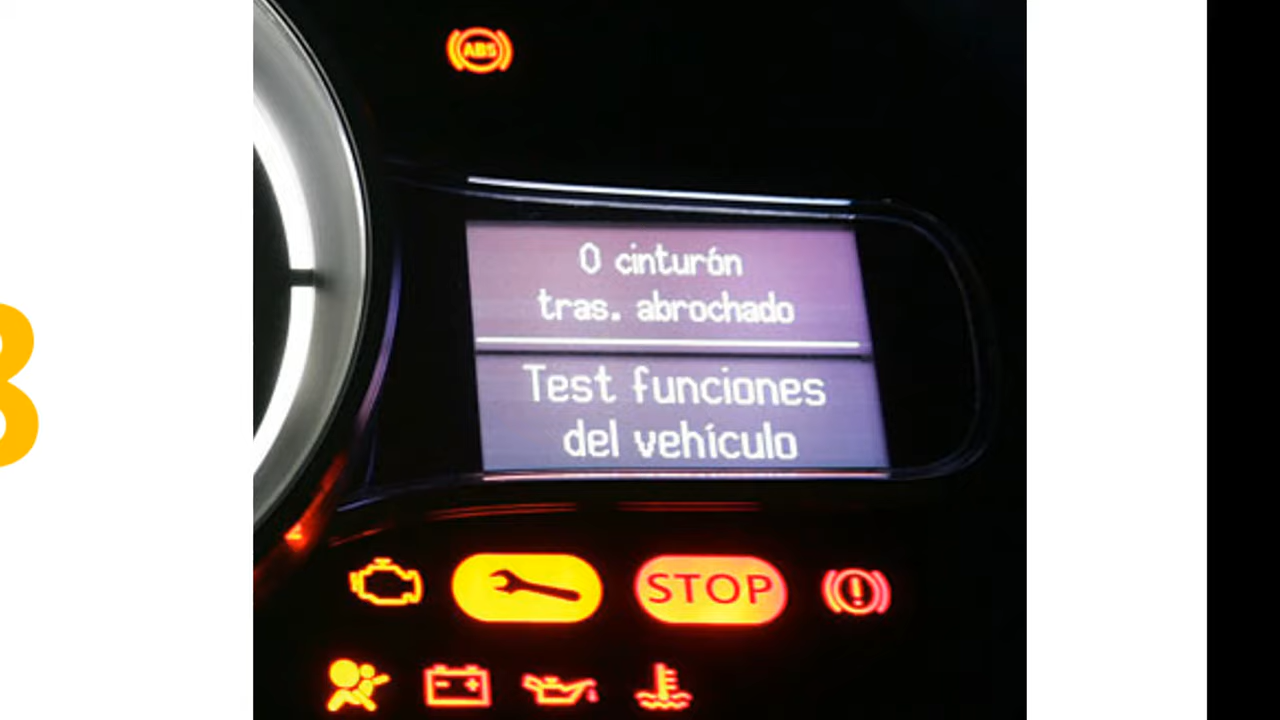 ABS
0 cinturón
tras. abrochado
Test funciones
del vehículo
STOP